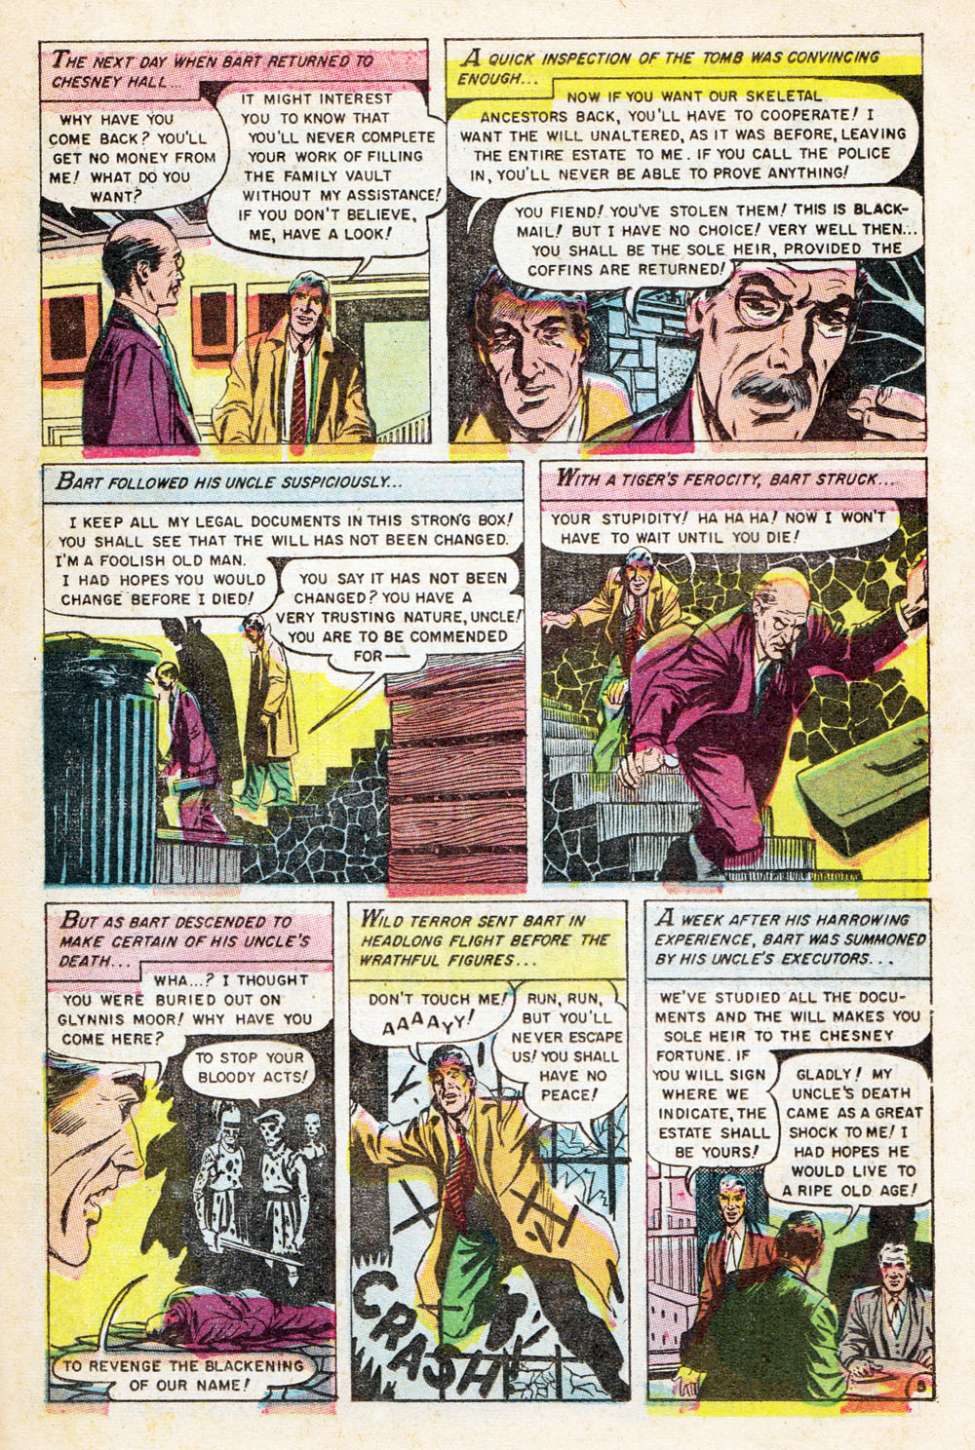 THE NEXT DAY WHEN BART RETURNED TO
CHESNEY HALL...
WHY HAVE YOU
COME BACK? YOU'LL
GET NO MONEY FROM
ME! WHAT DO YOU
WANT?
IT MIGHT INTEREST
YOU TO KNOW THAT
YOU'LL NEVER COMPLETE
YOUR WORK OF FILLING
THE FAMILY VAULT
WITHOUT MY ASSISTANCE!
IF YOU DON'T BELIEVE,
ME, HAVE A LOOK!
A QUICK INSPECTION OF THE TOMB WAS CONVINCING
ENOUGH...
NOW IF YOU WANT OUR SKELETAL
ANCESTORS BACK, YOU'LL HAVE TO COOPERATE! I
WANT THE WILL UNALTERED, AS IT WAS BEFORE, LEAVING
THE ENTIRE ESTATE TO ME. IF YOU CALL THE POLICE
IN, YOU'LL NEVER BE ABLE TO PROVE ANYTHING!
YOU FIEND! YOU'VE STOLEN THEM! THIS IS BLACK-
MAIL! BUT I HAVE NO CHOICE! VERY WELL THEN...
YOU SHALL BE THE SOLE HEIR, PROVIDED THE
COFFINS ARE RETURNED!
BART FOLLOWED HIS UNCLE SUSPICIOUSLY...
I KEEP ALL MY LEGAL DOCUMENTS IN THIS STRONG BOX!
YOU SHALL SEE THAT THE WILL HAS NOT BEEN CHANGED.
I'M A FOOLISH OLD MAN.
I HAD HOPES YOU WOULD
CHANGE BEFORE I DIED!
YOU SAY IT HAS NOT BEEN
CHANGED? YOU HAVE A
VERY TRUSTING NATURE, UNCLE!
YOU ARE TO BE COMMENDED
FOR—
WITH A TIGER'S FEROCITY, BART STRUCK...
YOUR STUPIDITY! HA HA HA! NOW I WON'T
HAVE TO WAIT UNTIL YOU DIE!
BUT AS BART DESCENDED TO
MAKE CERTAIN OF HIS UNCLE'S
DEATH...
WHA...? I THOUGHT
YOU WERE BURIED OUT ON
GLYNNIS MOOR! WHY HAVE YOU
COME HERE?
TO STOP YOUR
BLOODY ACTS!
TO REVENGE THE BLACKENING
OF OUR NAME!
WILD TERROR SENT BART IN
HEADLONG FLIGHT BEFORE THE
WRATHFUL FIGURES...
DON'T TOUCH ME!
AAAAYY!
RUN, RUN,
BUT YOU'LL
NEVER ESCAPE
US! YOU SHALL
HAVE NO
PEACE!
CRASH
A WEEK AFTER HIS HARROWING
EXPERIENCE, BART WAS SUMMONED
BY HIS UNCLE'S EXECUTORS...
WE'VE STUDIED ALL THE DOCU-
MENTS AND THE WILL MAKES YOU
SOLE HEIR TO THE CHESNEY
FORTUNE. IF
YOU WILL SIGN
WHERE WE
INDICATE, THE
ESTATE SHALL
BE YOURS!
GLADLY! MY
UNCLE'S DEATH
CAME AS A GREAT
SHOCK TO ME! I
HAD HOPES HE
WOULD LIVE TO
A RIPE OLD AGE!